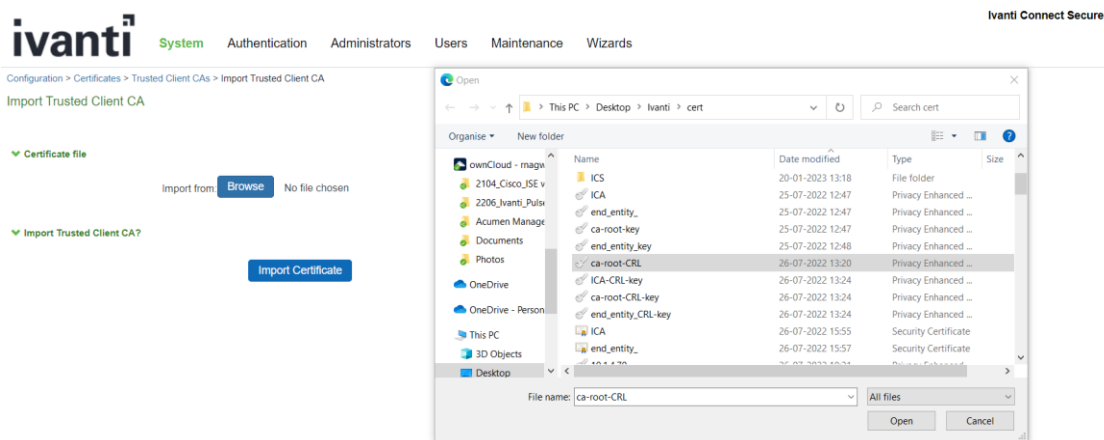 Ivanti Connect Secure
ivanti
System Authentication Administrators Users Maintenance Wizards
Configuration > Certificates > Trusted Client CAs > Import Trusted Client CA
Import Trusted Client CA
Certificate file
Import from: Browse No file chosen
Import Trusted Client CA?
Import Certificate
Open
This PC > Desktop > Ivanti > cert
Search cert
Organise New folder
ownCloud - magw
2104_Cisco_ISE v
2206_Ivanti_Pulse
Acumen Manage
Documents
Photos
OneDrive
OneDrive - Person
This PC
3D Objects
Desktop
Name Date modified Type Size
ICS 20-01-2023 13:18 File folder
ICA 25-07-2022 12:47 Privacy Enhanced ...
end_entity_ 25-07-2022 12:47 Privacy Enhanced ...
ca-root-key 25-07-2022 12:47 Privacy Enhanced ...
end_entity_key 25-07-2022 12:48 Privacy Enhanced ...
ca-root-CRL 26-07-2022 13:20 Privacy Enhanced ...
ICA-CRL-key 26-07-2022 13:24 Privacy Enhanced ...
ca-root-CRL-key 26-07-2022 13:24 Privacy Enhanced ...
end_entity_CRL-key 26-07-2022 13:24 Privacy Enhanced ...
ICA 26-07-2022 15:55 Security Certificate
end_entity_ 26-07-2022 15:57 Security Certificate
File name: ca-root-CRL All files
Open Cancel